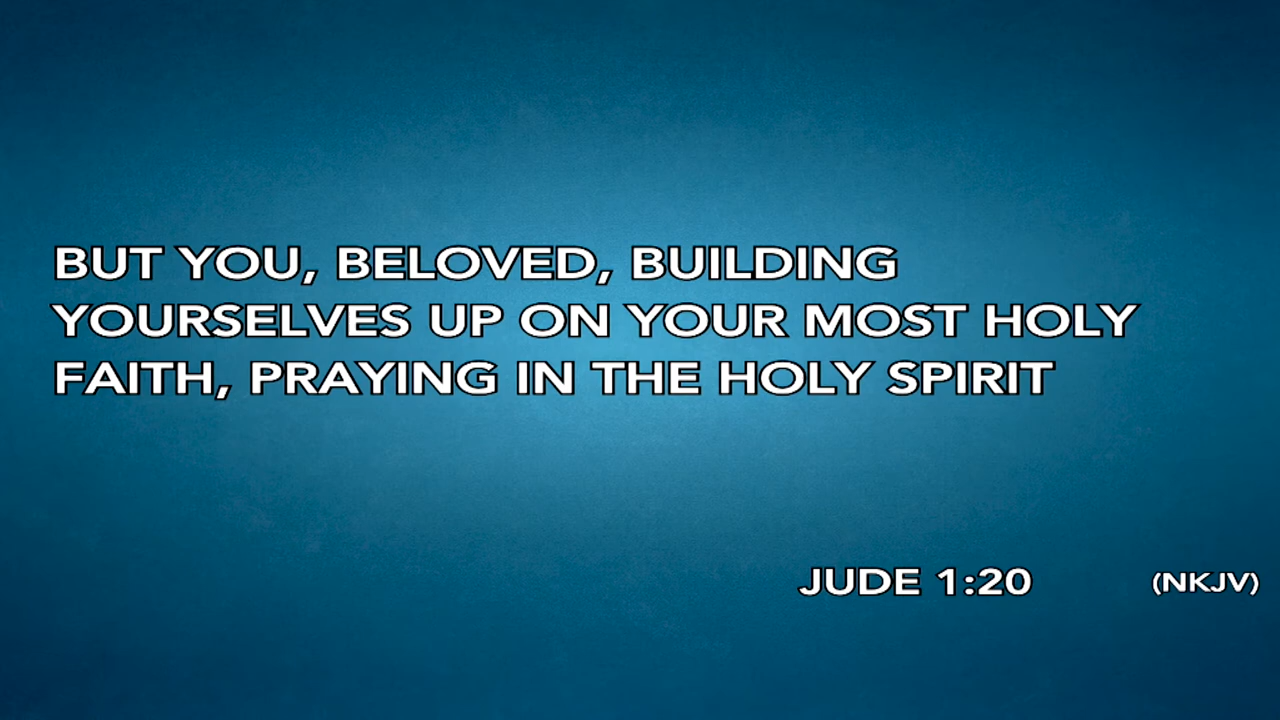 BUT YOU, BELOVED, BUILDING
YOURSELVES UP ON YOUR MOST HOLY
FAITH, PRAYING IN THE HOLY SPIRIT
JUDE 1:20 (NKJV)